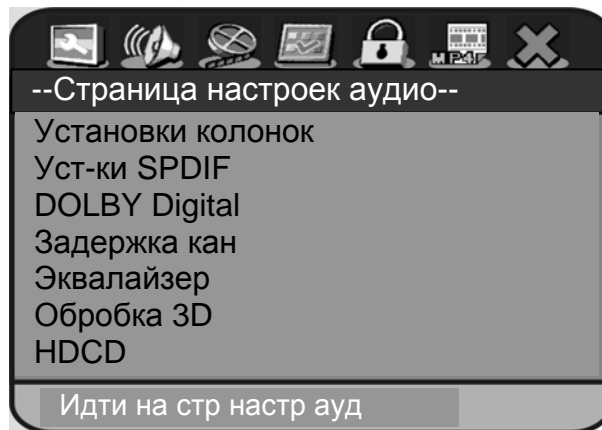 MP4
--Страница настроек аудио--
Установки колонок
Уст-ки SPDIF
DOLBY Digital
Задержка кан
Эквалайзер
Обробка 3D
HDCD
Идти на стр настр ауд